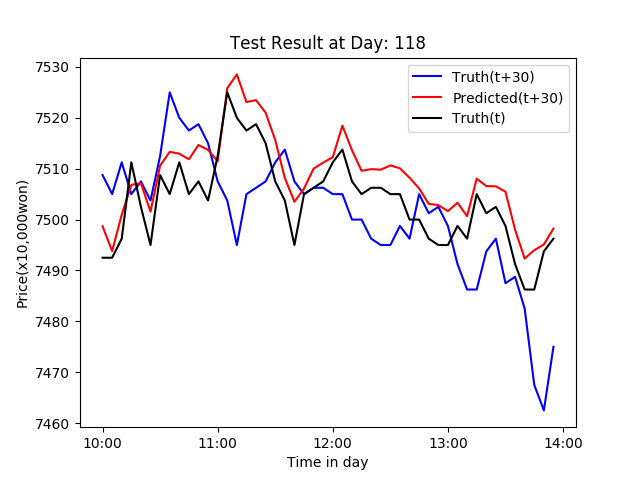 Test Result at Day: 118
Truth(t+30)
Predicted(t+30)
Truth(t)
Price(x10,000won)
7530
7520
7510
7500
7490
7480
7470
7460
10:00 11:00 12:00 13:00 14:00
Time in day